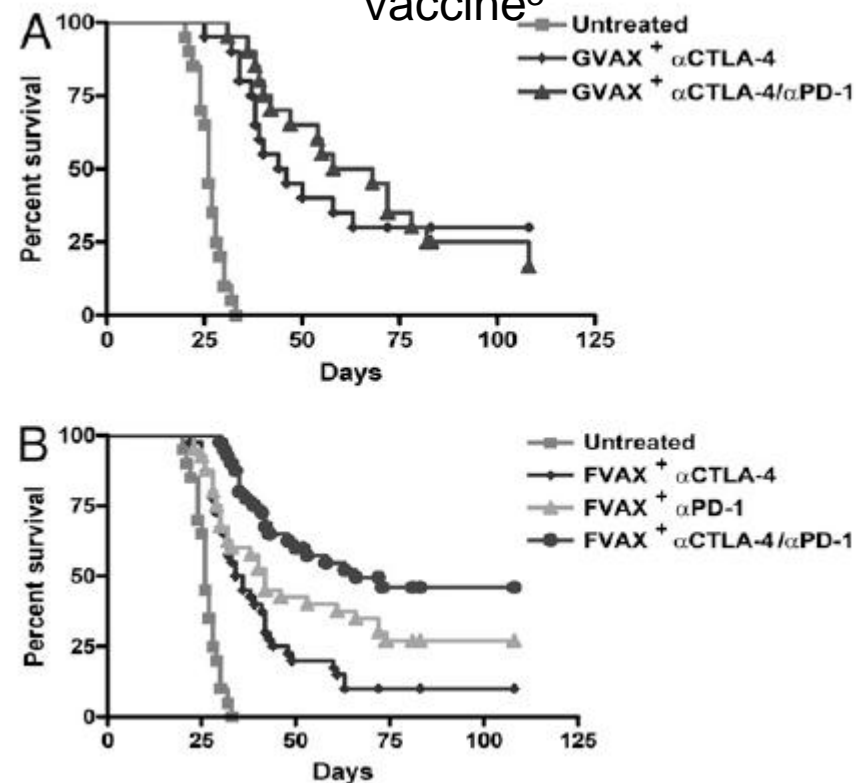 vaccine
A
Untreated
GVAX + αCTLA-4
GVAX + αCTLA-4/αPD-1
Percent survival
100
75
50
25
0
0 25 50 75 100 125
Days
B
Untreated
FVAX + αCTLA-4
FVAX + αPD-1
FVAX + αCTLA-4/αPD-1
Percent survival
100
75
50
25
0
0 25 50 75 100 125
Days